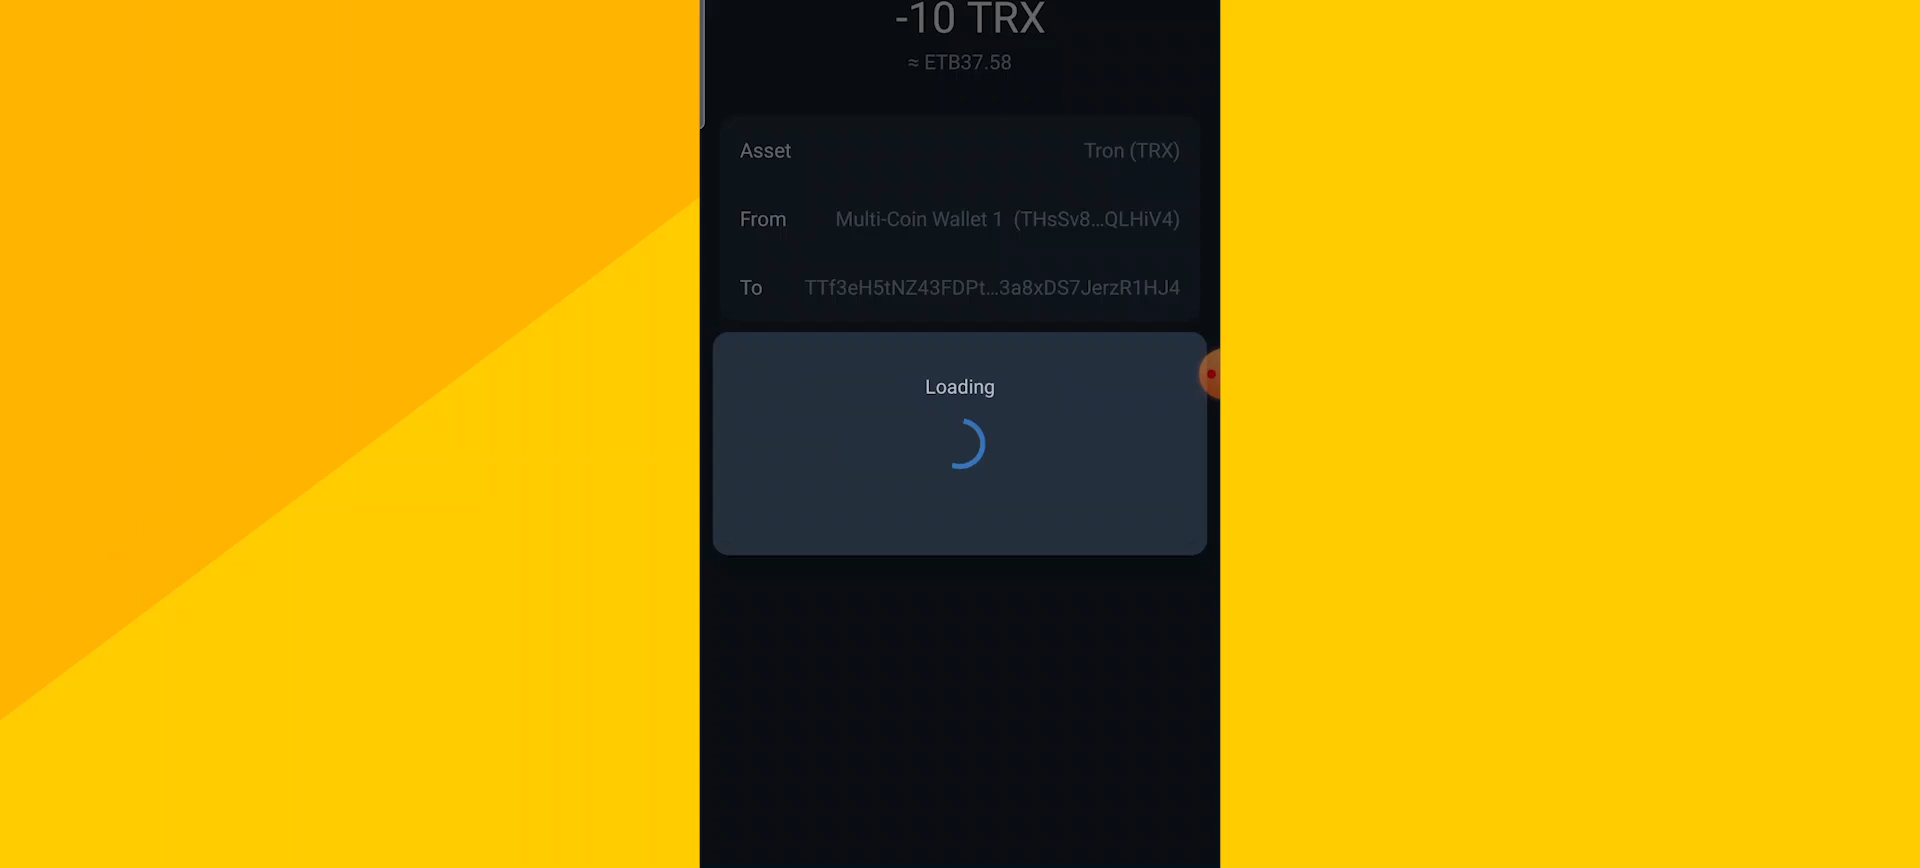 -10 TRX
≈ ETB37.58
Asset Tron (TRX)
From Multi-Coin Wallet 1 (THsSv8...QLHiV4)
To TTf3eH5tNZ43FDPt...3a8xDS7JerzR1HJ4
Loading